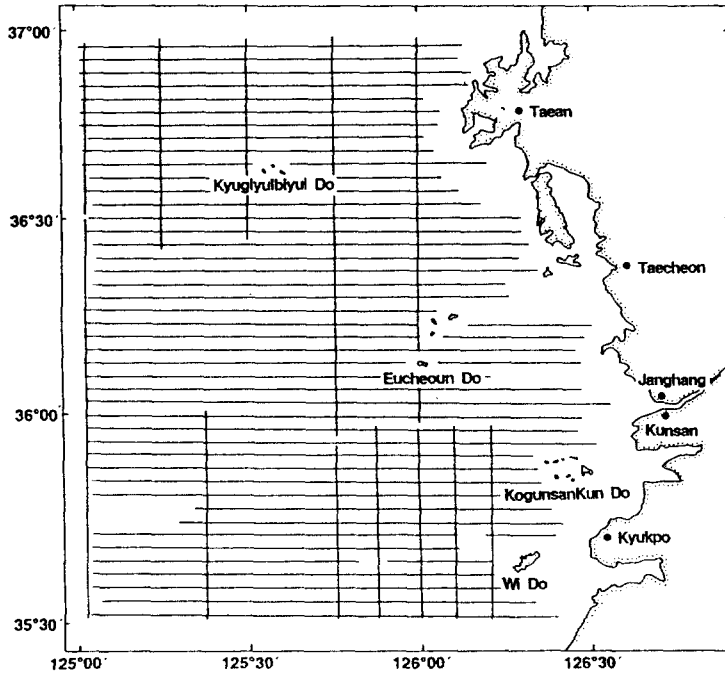 37°00'
Taean
Kyuglyulbiyul Do
36°30'
Taecheon
Eucheoun Do
Janghang
36°00'
Kunsan
KogunsanKun Do
Kyukpo
Wi Do
35°30'
125°00'
125°30'
126°00'
126°30'